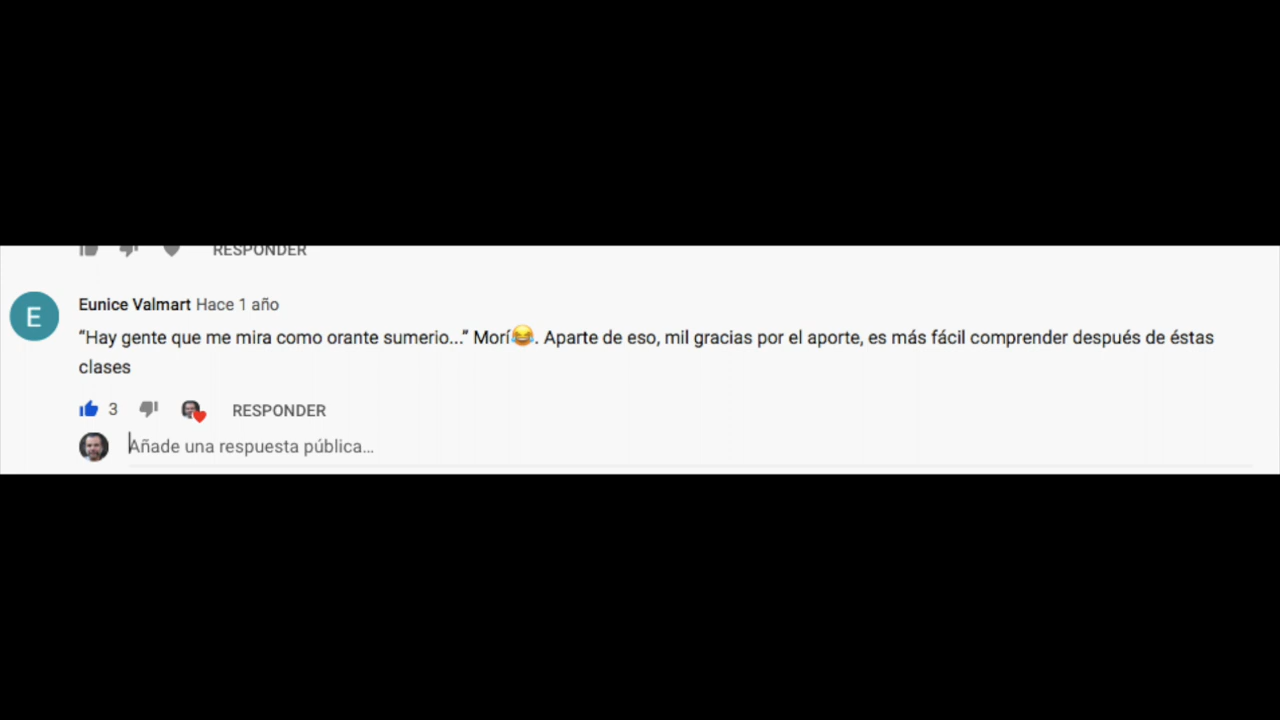 RESPONDER
E
Eunice Valmart Hace 1 año
“Hay gente que me mira como orante sumerio...” Morí😂. Aparte de eso, mil gracias por el aporte, es más fácil comprender después de éstas
clases
3 RESPONDER
Añade una respuesta pública...